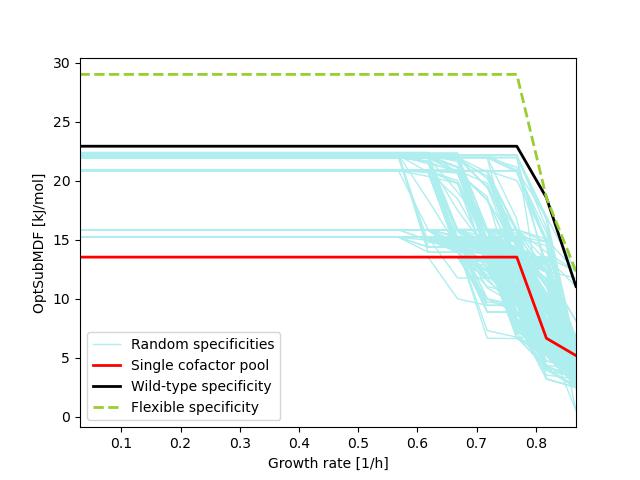 30
25
20
15
10
5
0
OptSubMDF [kJ/mol]
Random specificities
Single cofactor pool
Wild-type specificity
Flexible specificity
0.1 0.2 0.3 0.4 0.5 0.6 0.7 0.8
Growth rate [1/h]